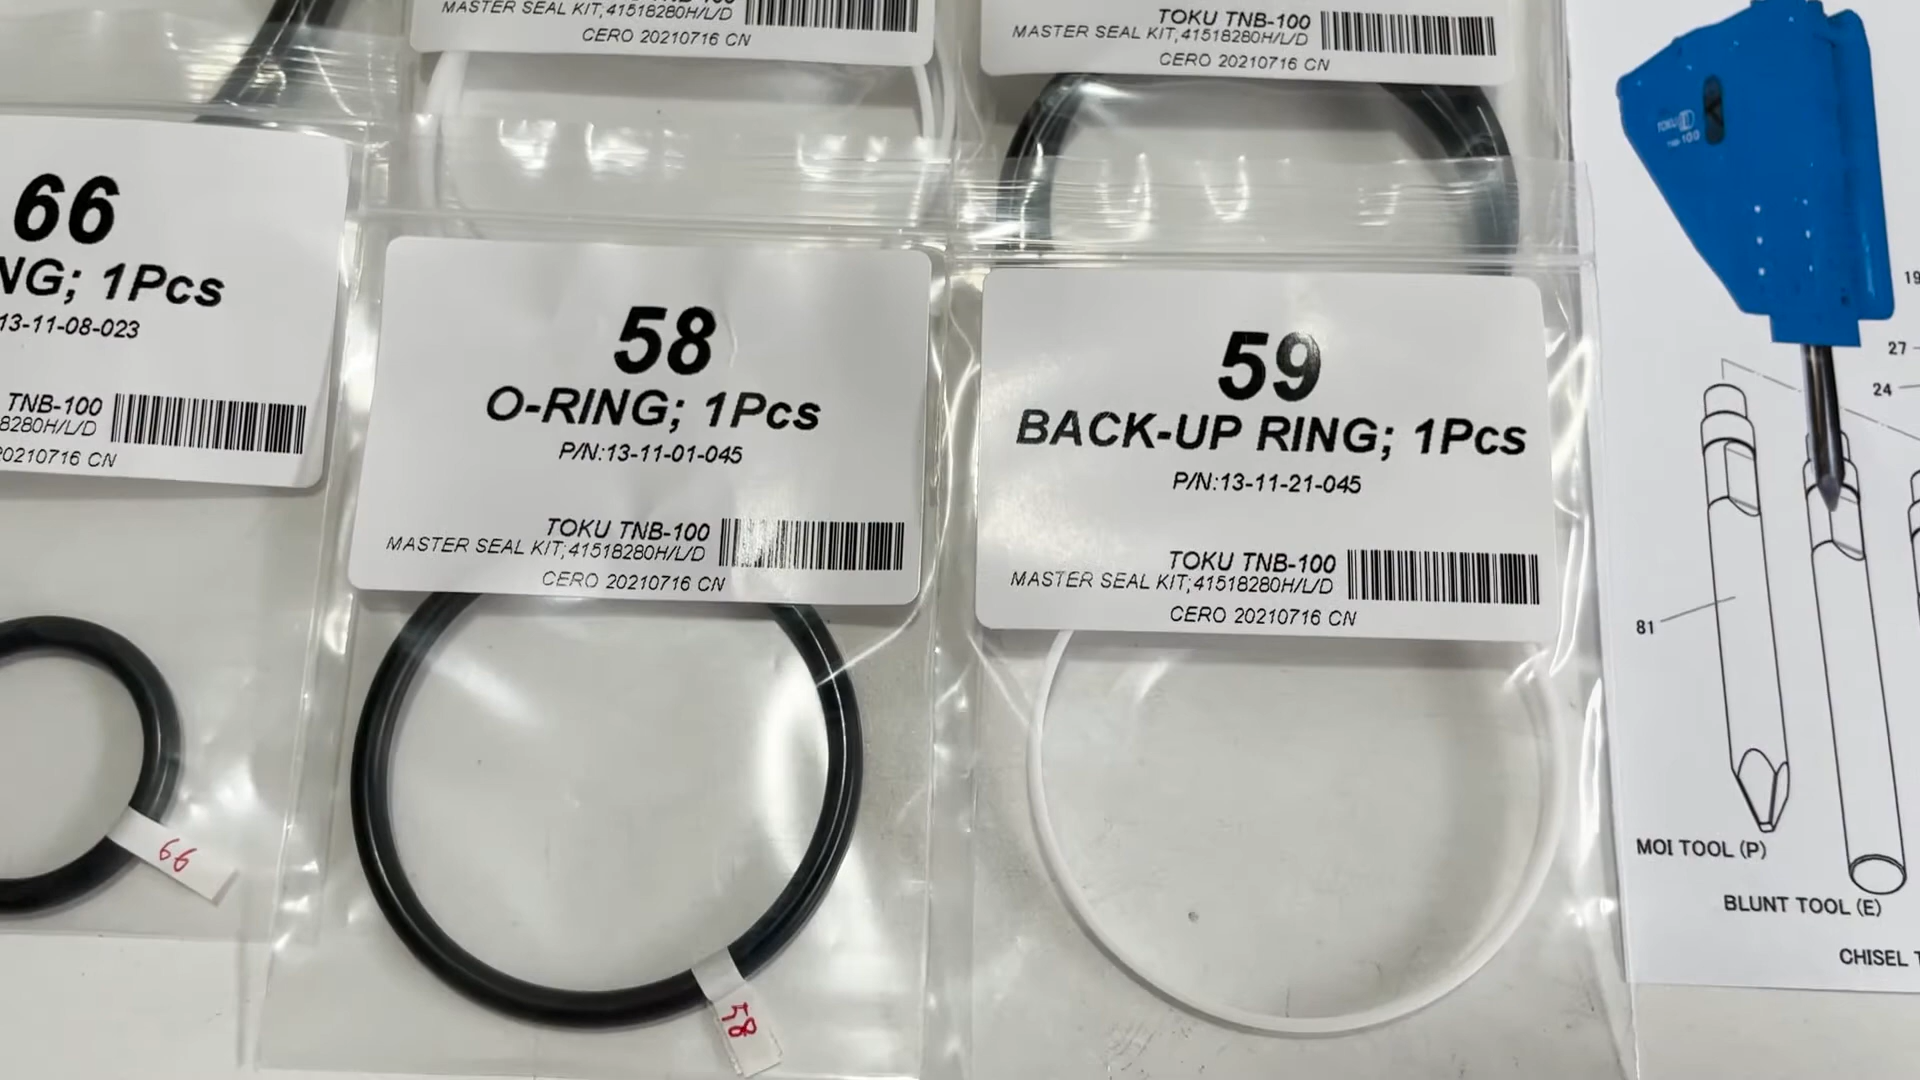 MASTER SEAL KIT;41518280H/L/D
CERO 20210716 CN
TOKU TNB-100
MASTER SEAL KIT;41518280H/L/D
CERO 20210716 CN
66
NG; 1Pcs
13-11-08-023
TNB-100
8280H/L/D
20210716 CN
66
58
O-RING; 1Pcs
P/N:13-11-01-045
TOKU TNB-100
MASTER SEAL KIT;41518280H/L/D
CERO 20210716 CN
58
59
BACK-UP RING; 1Pcs
P/N:13-11-21-045
TOKU TNB-100
MASTER SEAL KIT;41518280H/L/D
CERO 20210716 CN
TOKU
TNB-100
19
27
24
81
MOI TOOL (P)
BLUNT TOOL (E)
CHISEL T